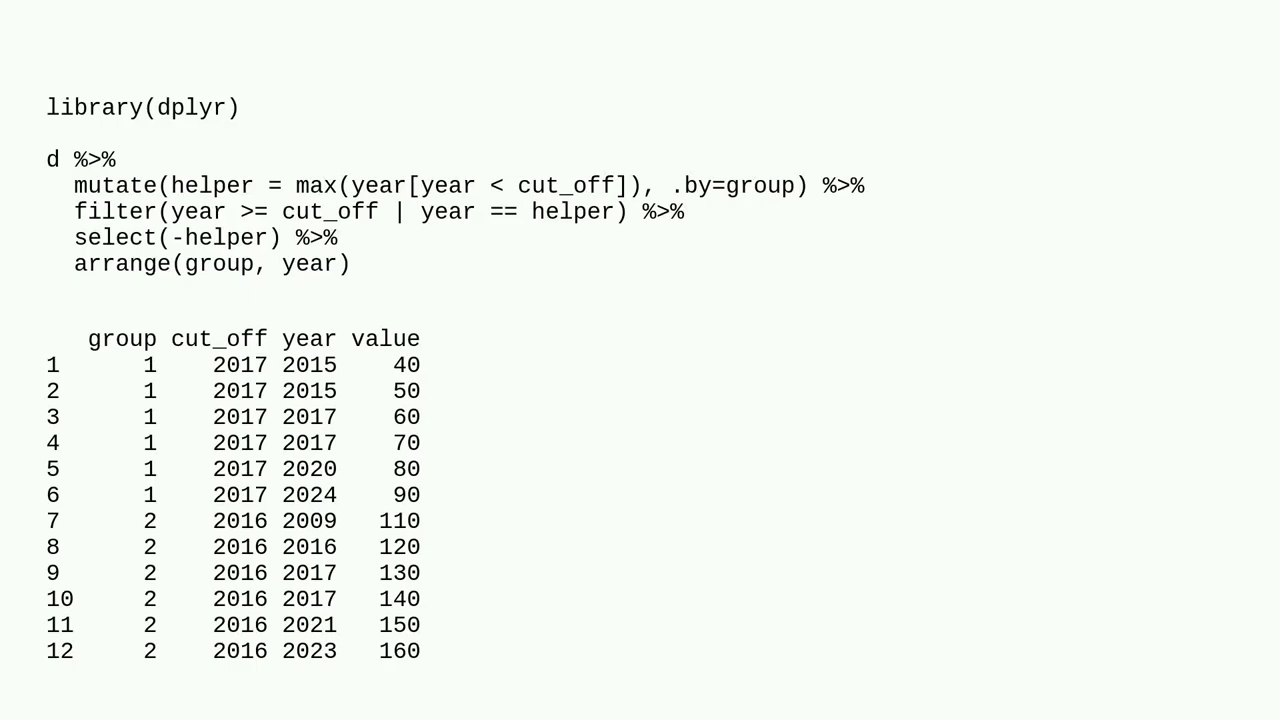 library(dplyr)
d %>%
  mutate(helper = max(year[year < cut_off]), .by=group) %>%
  filter(year >= cut_off | year == helper) %>%
  select(-helper) %>%
  arrange(group, year)
   group cut_off year value
1      1    2017 2015    40
2      1    2017 2015    50
3      1    2017 2017    60
4      1    2017 2017    70
5      1    2017 2020    80
6      1    2017 2024    90
7      2    2016 2009   110
8      2    2016 2016   120
9      2    2016 2017   130
10     2    2016 2017   140
11     2    2016 2021   150
12     2    2016 2023   160